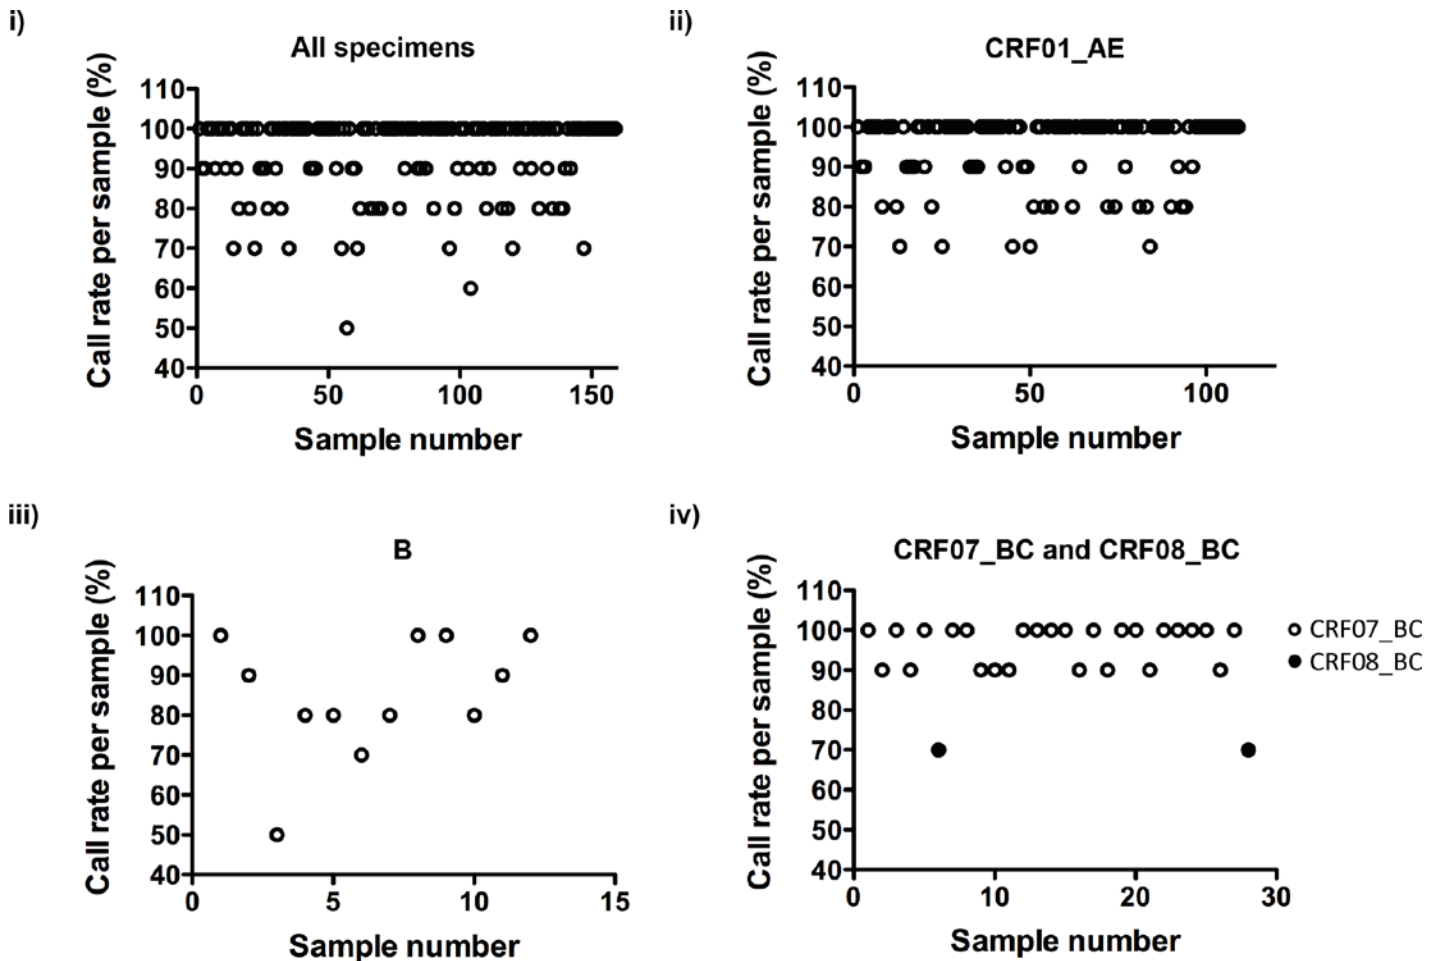 i)
All specimens
Call rate per sample (%)
110
100
90
80
70
60
50
40
0 50 100 150
Sample number
ii)
CRF01_AE
Call rate per sample (%)
110
100
90
80
70
60
50
40
0 50 100
Sample number
iii)
B
Call rate per sample (%)
110
100
90
80
70
60
50
40
0 5 10 15
Sample number
iv)
CRF07_BC and CRF08_BC
Call rate per sample (%)
110
100
90
80
70
60
50
40
0 10 20 30
Sample number
CRF07_BC
CRF08_BC